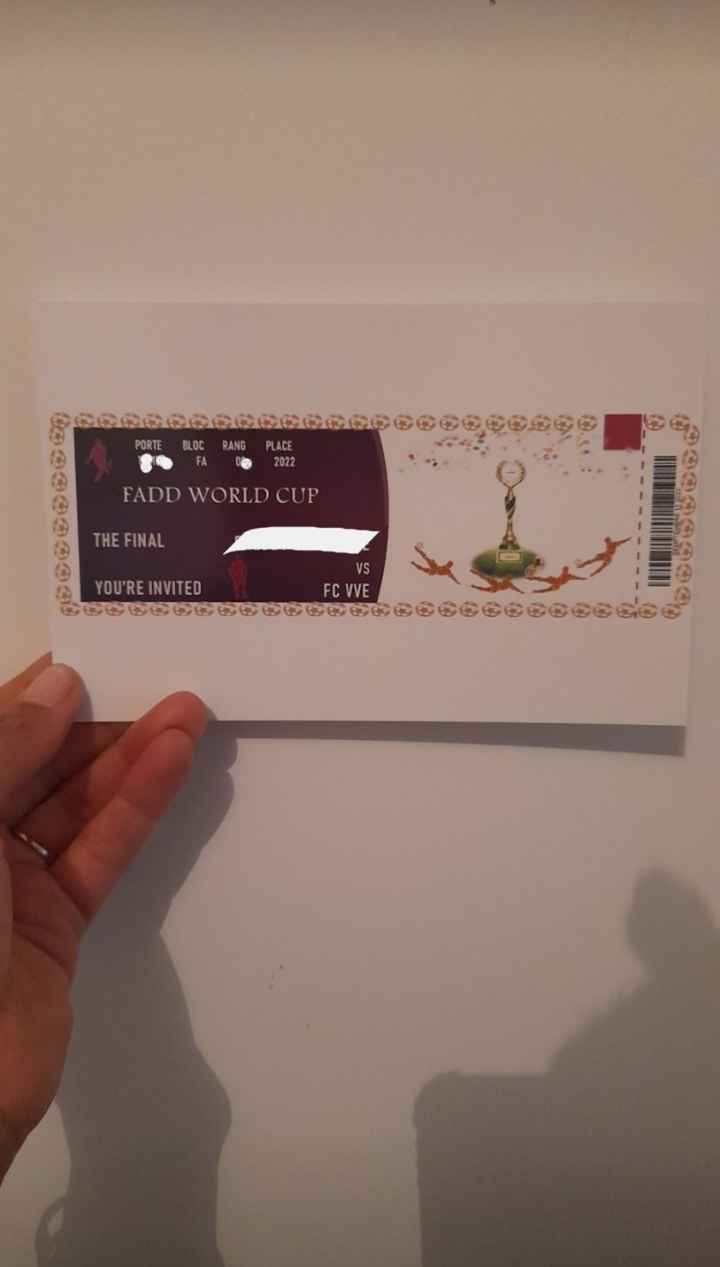 PORTE BLOC RANG PLACE
FA 2022
FADD WORLD CUP
THE FINAL
VS
YOU'RE INVITED FC VVE